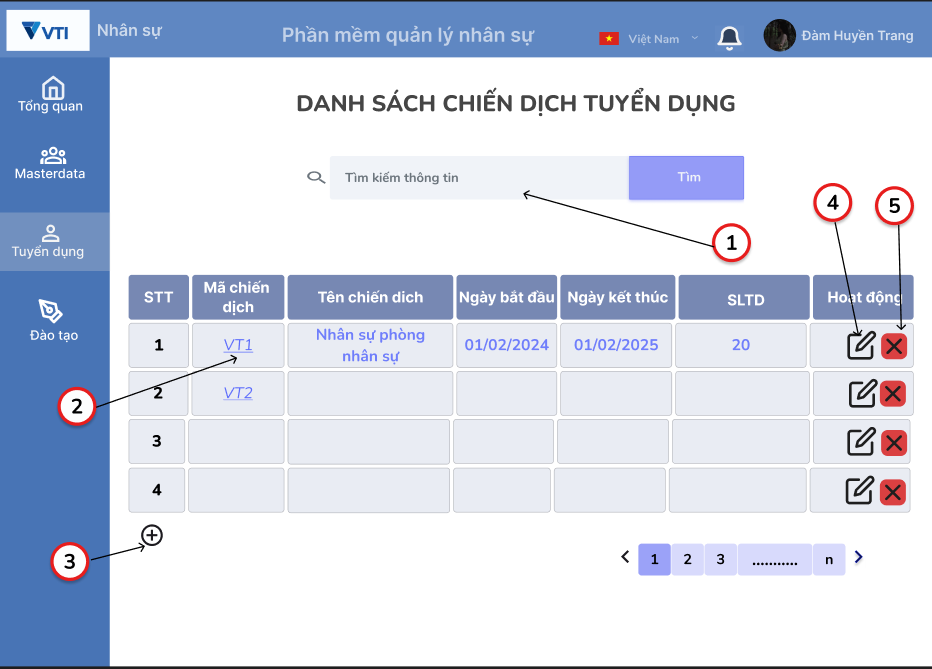 VTI
Nhân sự
Phần mềm quản lý nhân sự
Việt Nam
Đàm Huyền Trang
Tổng quan
Masterdata
Tuyển dụng
Đào tạo
DANH SÁCH CHIẾN DỊCH TUYỂN DỤNG
Tìm kiếm thông tin
Tìm
1
4
5
STT
Mã chiến
dịch
Tên chiến dich
Ngày bắt đầu
Ngày kết thúc
SLTD
Hoạt động
1
VT1
Nhân sự phòng
nhân sự
01/02/2024
01/02/2025
20
2
2
VT2
3
4
3
1
2
3
...........
n